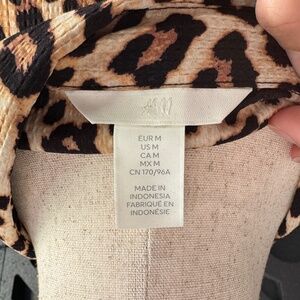 H&M
EUR M
US M
CA M
MX M
CN 170/96A
MADE IN
INDONESIA
FABRIQUÉ EN
INDONÉSIE